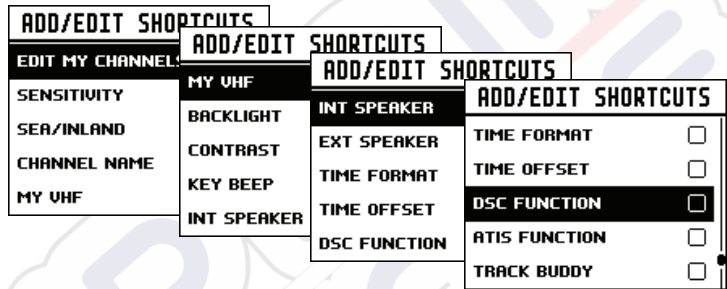 ADD/EDIT SHORTCUTS
EDIT MY CHANNELS
SENSITIVITY
SEA/INLAND
CHANNEL NAME
MY VHF
ADD/EDIT SHORTCUTS
MY VHF
BACKLIGHT
CONTRAST
KEY BEEP
INT SPEAKER
ADD/EDIT SHORTCUTS
INT SPEAKER
EXT SPEAKER
TIME FORMAT
TIME OFFSET
DSC FUNCTION
ADD/EDIT SHORTCUTS
TIME FORMAT
TIME OFFSET
DSC FUNCTION
ATIS FUNCTION
TRACK BUDDY